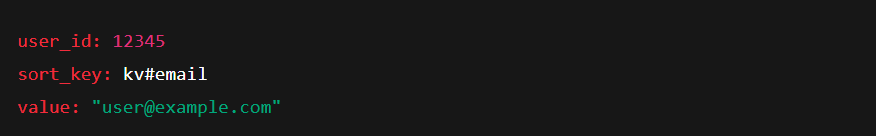 user_id: 12345
sort_key: kv#email
value: "user@example.com"